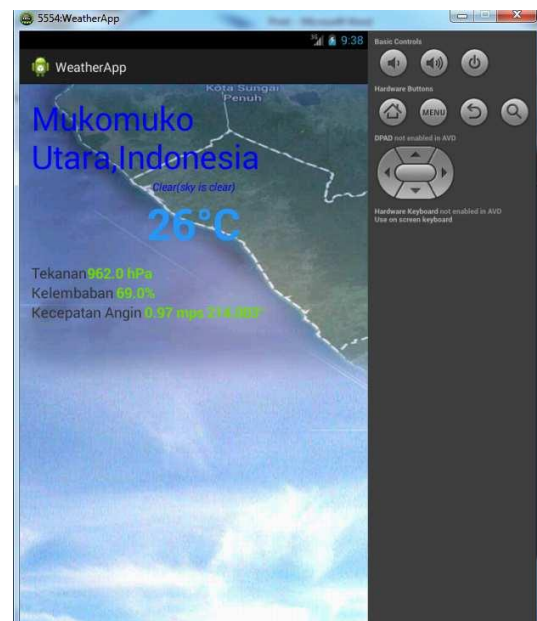 5554:WeatherApp
3G 9:38
WeatherApp
Kota Sungai
Penuh
Mukomuko
Utara,Indonesia
Clear(sky is clear)
26°C
Tekanan962.0 hPa
Kelembaban 69.0%
Kecepatan Angin 0.97 mps
Basic Controls
Hardware Buttons
MENU
DPAD not enabled in AVD
Hardware Keyboard not enabled in AVD
Use on screen keyboard